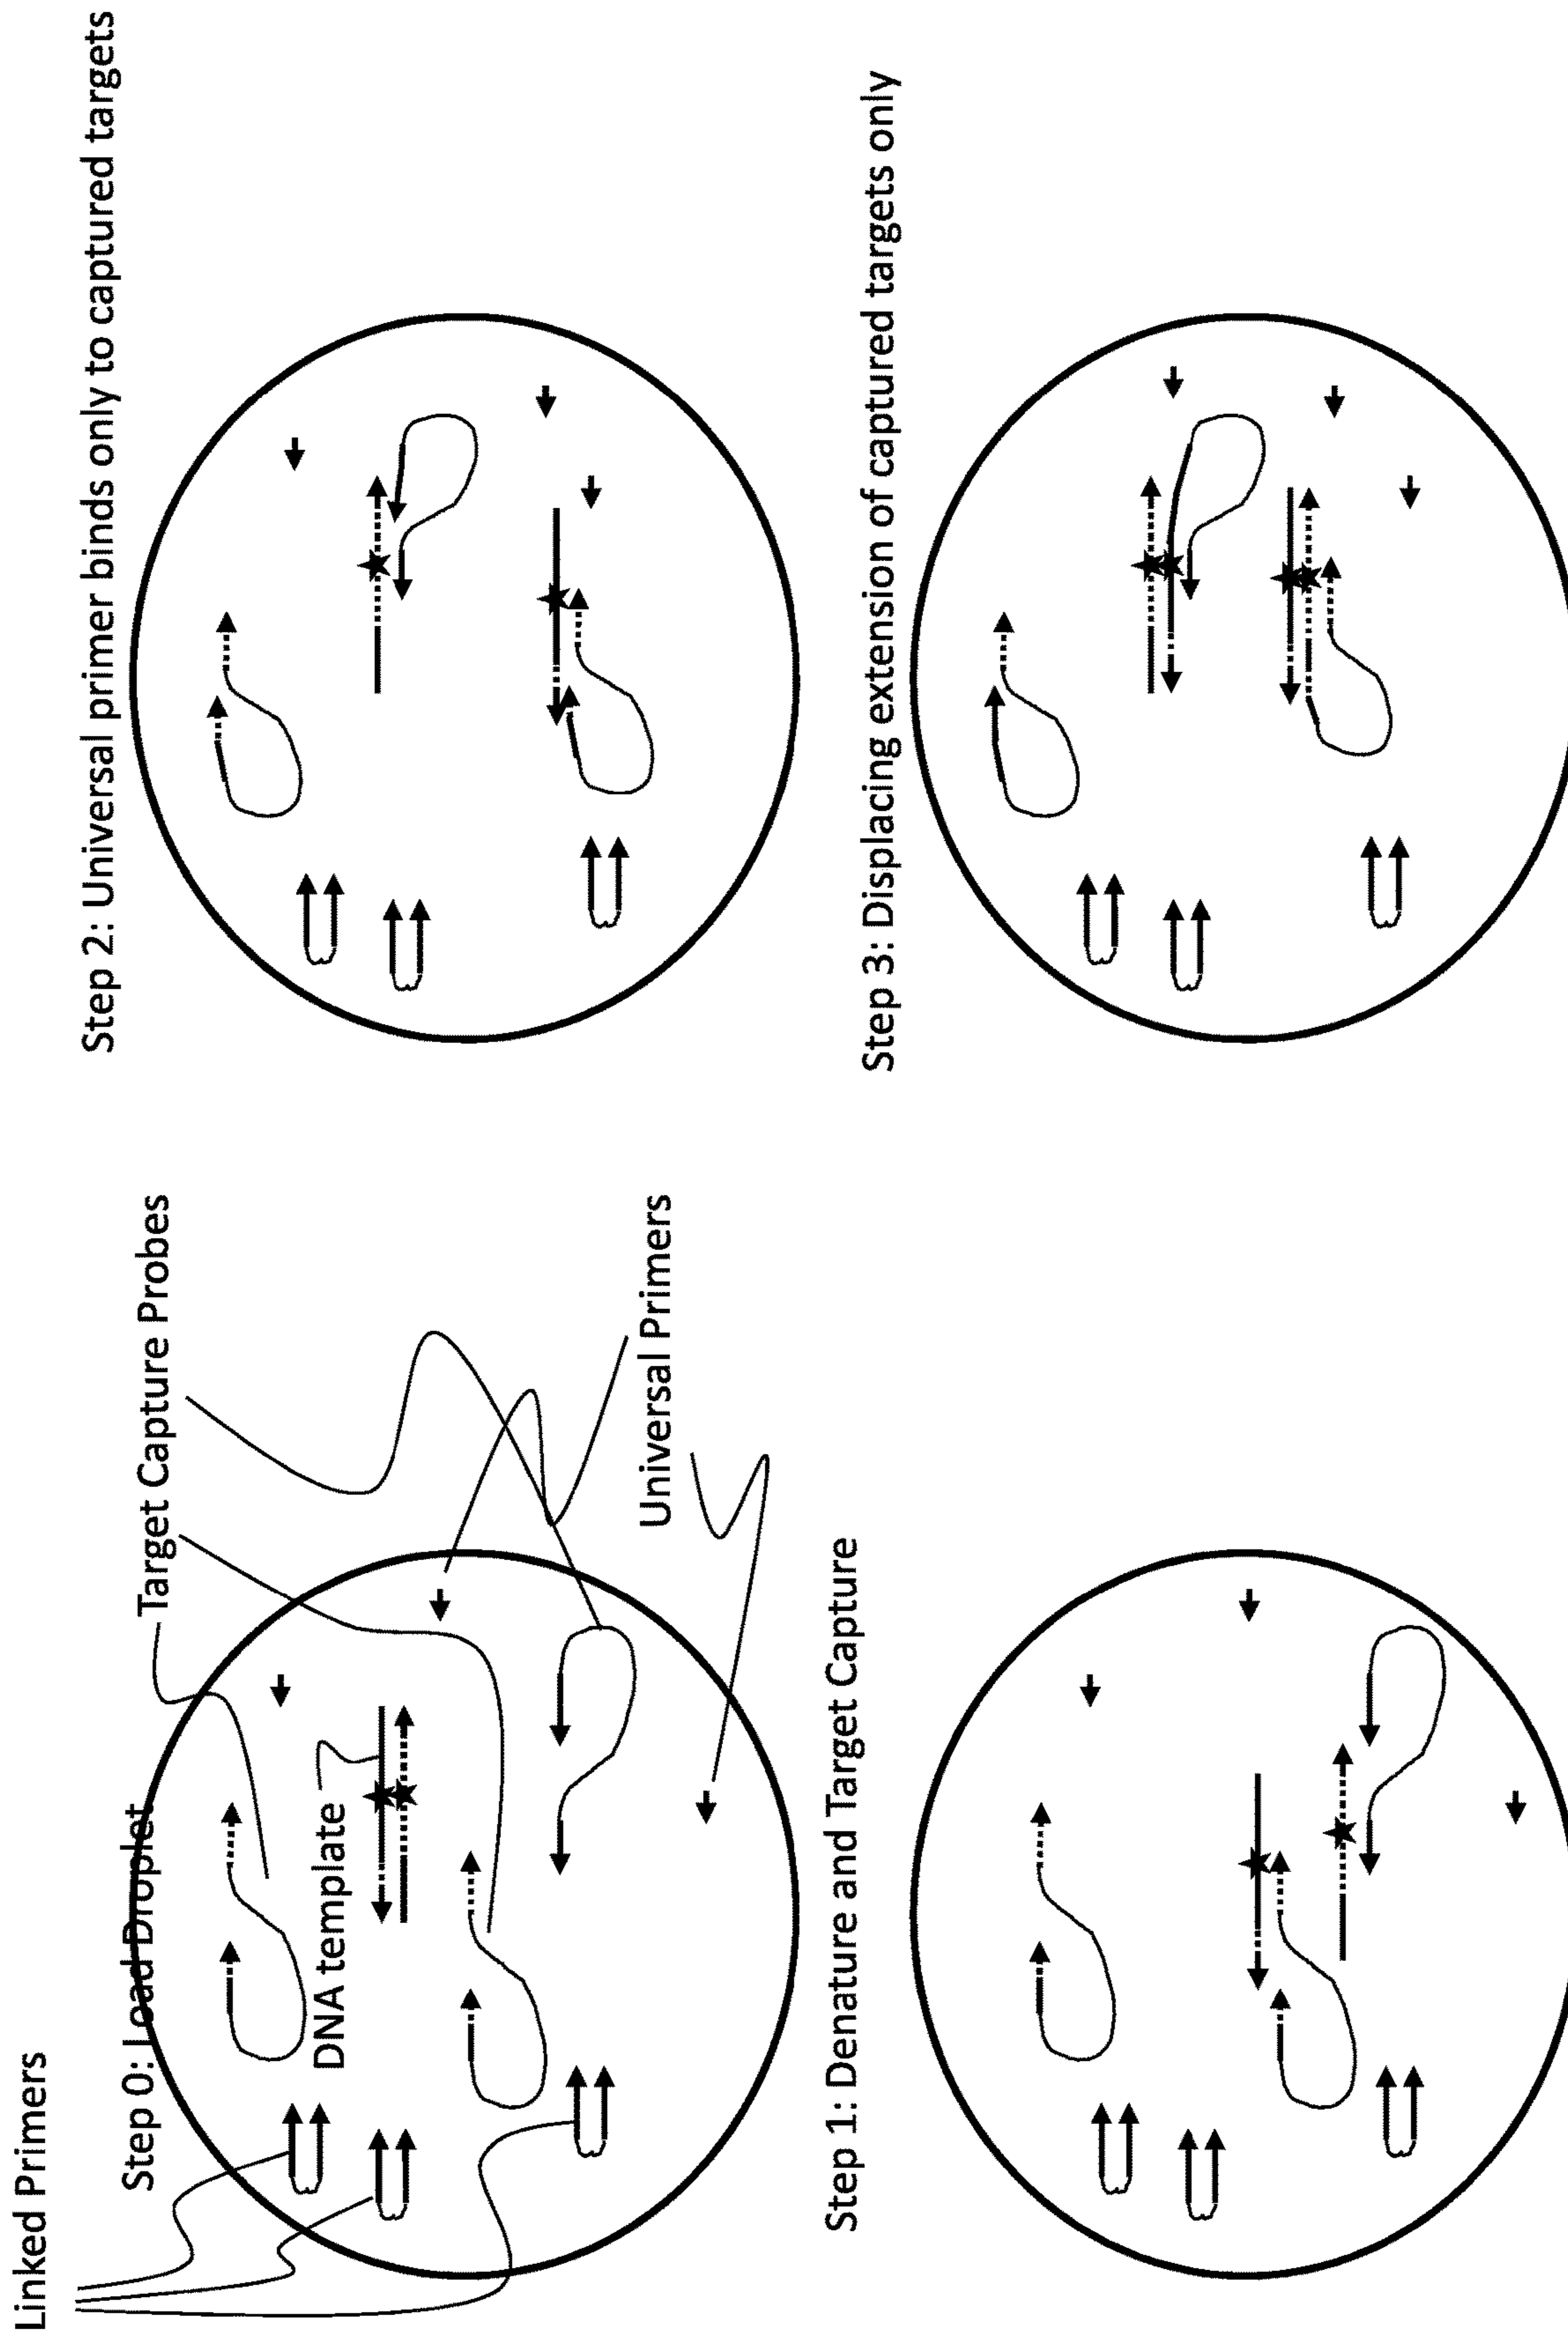 Linked Primers
Step 0: Load Droplet
Target Capture Probes
DNA template
Universal Primers
Step 1: Denature and Target Capture
Step 2: Universal primer binds only to captured targets
Step 3: Displacing extension of captured targets only